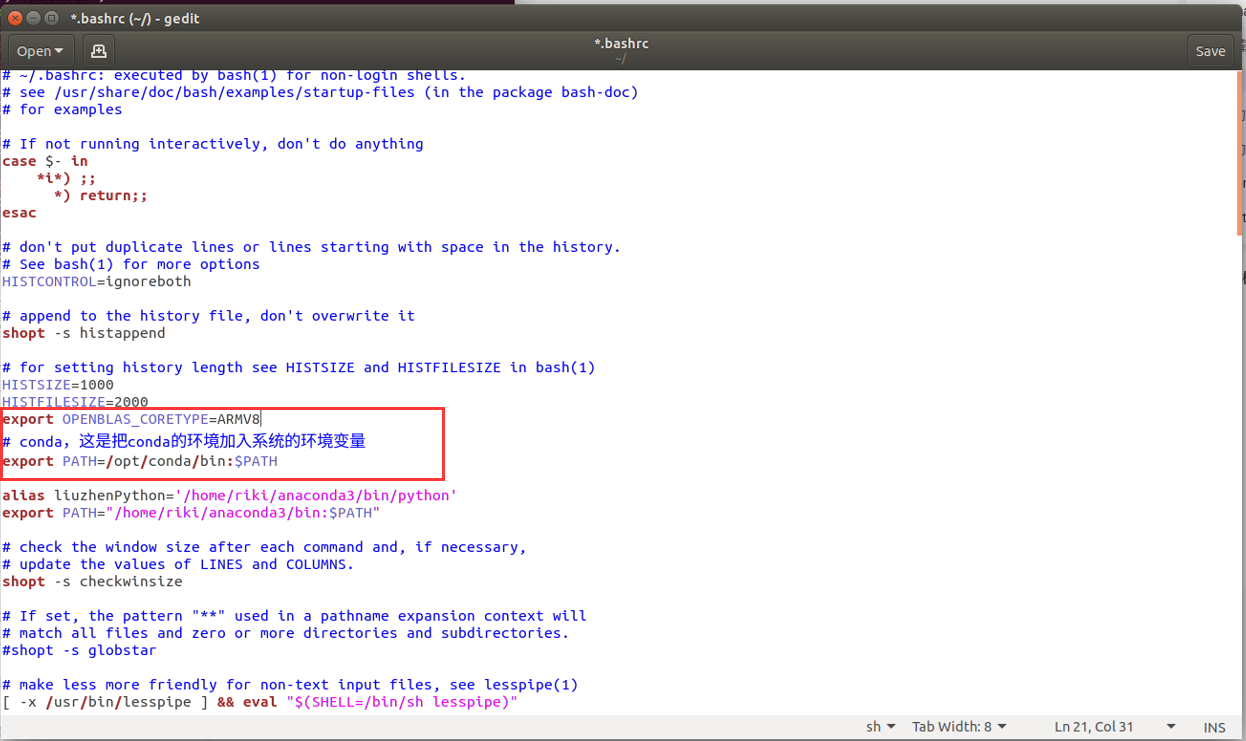 *.bashrc (~/) - gedit
Open
*.bashrc
~/
Save
# ~/.bashrc: executed by bash(1) for non-login shells.
# see /usr/share/doc/bash/examples/startup-files (in the package bash-doc)
# for examples
# If not running interactively, don't do anything
case $- in
*i*) ;;
*) return;;
esac
# don't put duplicate lines or lines starting with space in the history.
# See bash(1) for more options
HISTCONTROL=ignoreboth
# append to the history file, don't overwrite it
shopt -s histappend
# for setting history length see HISTSIZE and HISTFILESIZE in bash(1)
HISTSIZE=1000
HISTFILESIZE=2000
export OPENBLAS_CORETYPE=ARMV8
# conda，这是把conda的环境加入系统的环境变量
export PATH=/opt/conda/bin:$PATH
alias liuzhenPython='/home/riki/anaconda3/bin/python'
export PATH="/home/riki/anaconda3/bin:$PATH"
# check the window size after each command and, if necessary,
# update the values of LINES and COLUMNS.
shopt -s checkwinsize
# If set, the pattern "**" used in a pathname expansion context will
# match all files and zero or more directories and subdirectories.
#shopt -s globstar
# make less more friendly for non-text input files, see lesspipe(1)
[ -x /usr/bin/lesspipe ] && eval "$(SHELL=/bin/sh lesspipe)"
sh
Tab Width: 8
Ln 21, Col 31
INS